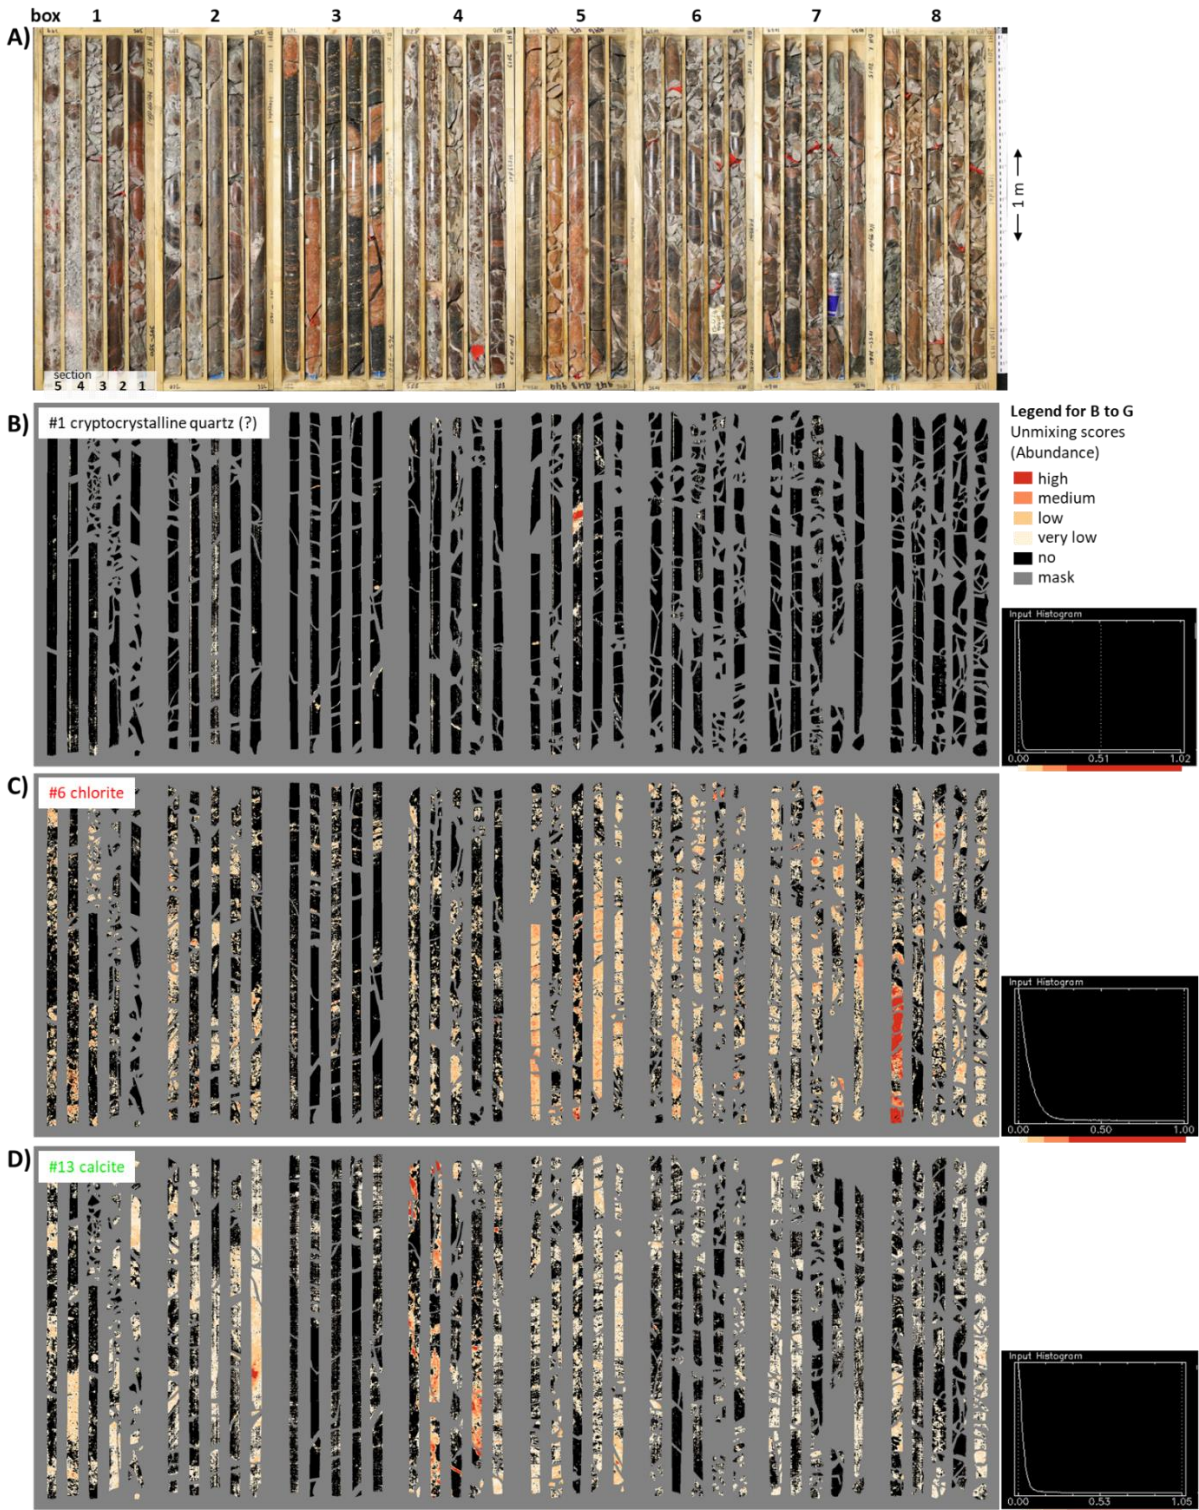 box 1 2 3 4 5 6 7 8
A)
1 m
section
5 4 3 2 1
B) #1 cryptocrystalline quartz (?)
Legend for B to G
Unmixing scores
(Abundance)
high
medium
low
very low
no
mask
Input Histogram
0.00 0.51 1.02
C) #6 chlorite
Input Histogram
0.00 0.50 1.00
D) #13 calcite
Input Histogram
0.00 0.53 1.05